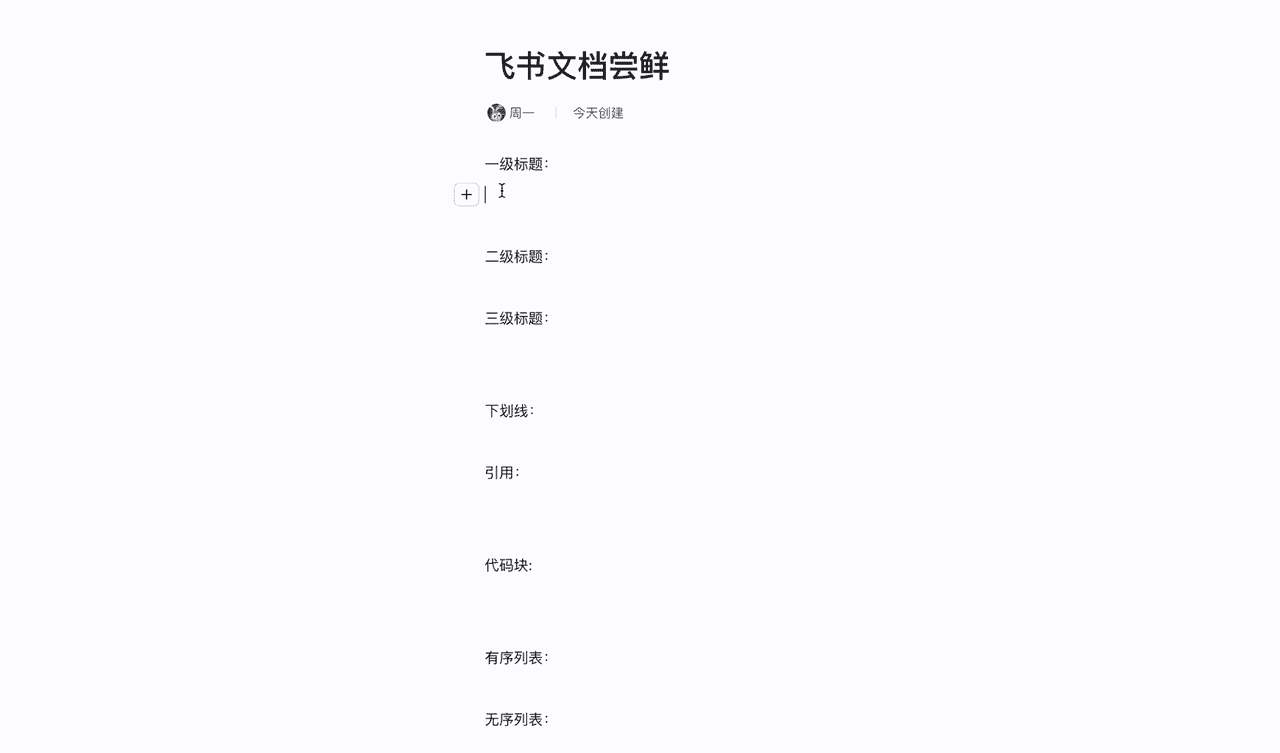 飞书文档尝鲜
周一 | 今天创建
一级标题：
二级标题：
三级标题：
下划线：
引用：
代码块:
有序列表：
无序列表：